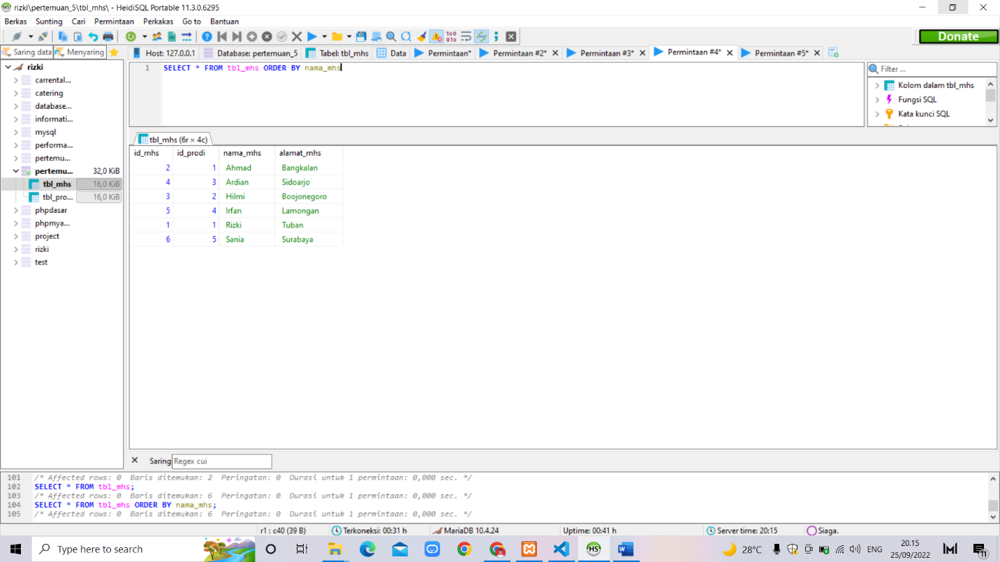 rizki\pertemuan_5\tbl_mhs\ - HeidiSQL Portable 11.3.0.6295
Berkas Sunting Cari Permintaan Perkakas Go to Bantuan
Donate
Saring data Menyaring Host: 127.0.0.1 Database: pertemuan_5 Tabel: tbl_mhs Data Permintaan* Permintaan #2* Permintaan #3* Permintaan #4* Permintaan #5*
rizki
carrental...
catering
database...
informati...
mysql
performa...
pertemu...
pertemu... 32,0 KiB
tbl_mhs 16,0 KiB
tbl_pro... 16,0 KiB
phpdasar
phpmya...
project
rizki
test
1 SELECT * FROM tbl_mhs ORDER BY nama_mhs
Filter ...
Kolom dalam tbl_mhs
Fungsi SQL
Kata kunci SQL
tbl_mhs (6r × 4c)
id_mhs id_prodi nama_mhs alamat_mhs
2 1 Ahmad Bangkalan
4 3 Ardian Sidoarjo
3 2 Hilmi Boojonegoro
5 4 Irfan Lamongan
1 1 Rizki Tuban
6 5 Sania Surabaya
Saring Regex cui
101 /* Affected rows: 0 Baris ditemukan: 2 Peringatan: 0 Durasi untuk 1 permintaan: 0,000 sec. */
102 SELECT * FROM tbl_mhs;
103 /* Affected rows: 0 Baris ditemukan: 6 Peringatan: 0 Durasi untuk 1 permintaan: 0,000 sec. */
104 SELECT * FROM tbl_mhs ORDER BY nama_mhs;
105 /* Affected rows: 0 Baris ditemukan: 6 Peringatan: 0 Durasi untuk 1 permintaan: 0,000 sec. */
r1 : c40 (39 B) Terkoneksi: 00:31 h MariaDB 10.4.24 Uptime: 00:41 h Server time: 20:15 Siaga.
Type here to search 28°C ENG 20.15
25/09/2022 11